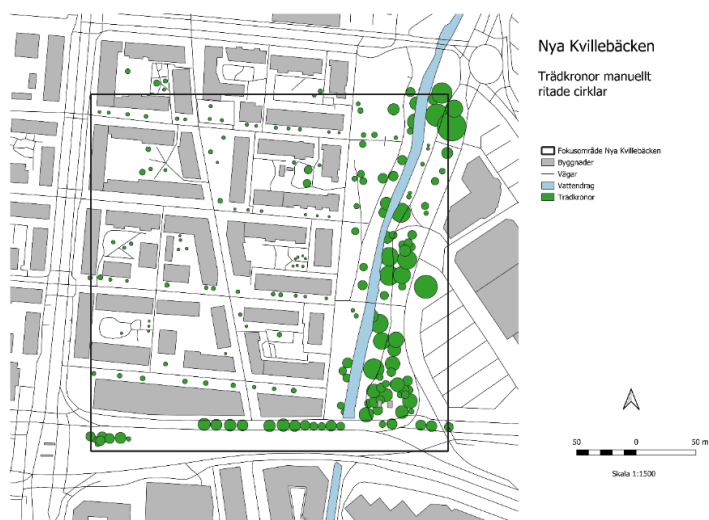 Nya Kvillebäcken
Trädkronor manuellt
ritade cirklar
Fokusområde Nya Kvillebäcken
Byggnader
Vägar
Vattendrag
Trädkronor
50 0 50 m
Skala 1:1500